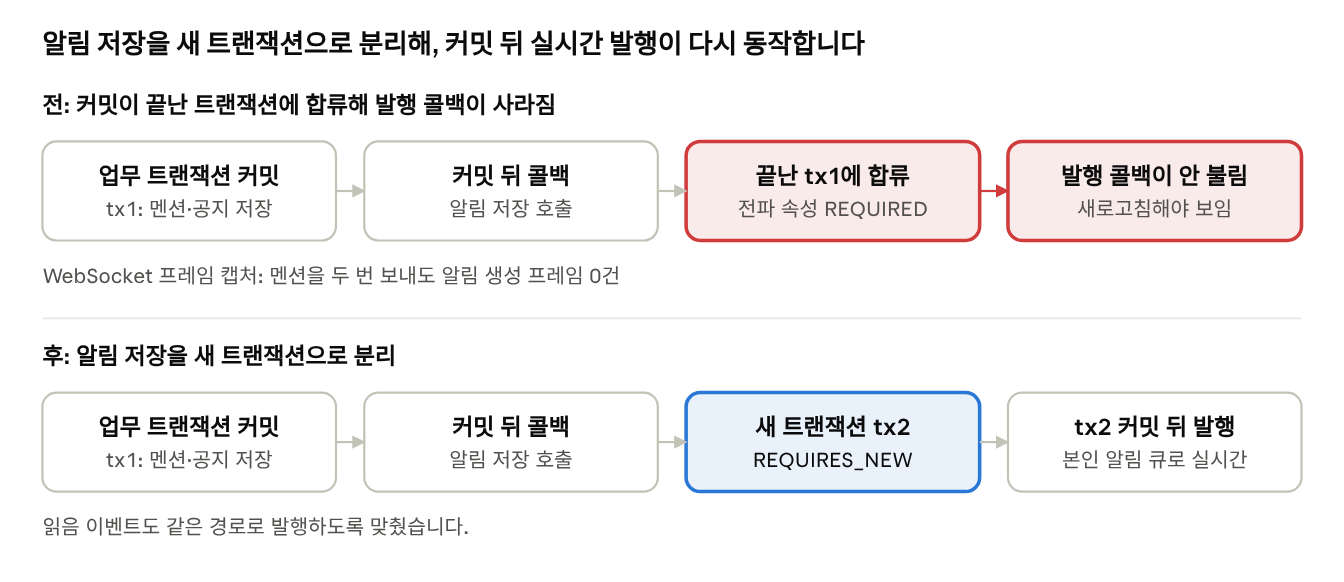 알림 저장을 새 트랜잭션으로 분리해, 커밋 뒤 실시간 발행이 다시 동작합니다
전: 커밋이 끝난 트랜잭션에 합류해 발행 콜백이 사라짐
업무 트랜잭션 커밋
tx1: 멘션·공지 저장
커밋 뒤 콜백
알림 저장 호출
끝난 tx1에 합류
전파 속성 REQUIRED
발행 콜백이 안 불림
새로고침해야 보임
WebSocket 프레임 캡처: 멘션을 두 번 보내도 알림 생성 프레임 0건
후: 알림 저장을 새 트랜잭션으로 분리
업무 트랜잭션 커밋
tx1: 멘션·공지 저장
커밋 뒤 콜백
알림 저장 호출
새 트랜잭션 tx2
REQUIRES_NEW
tx2 커밋 뒤 발행
본인 알림 큐로 실시간
읽음 이벤트도 같은 경로로 발행하도록 맞췄습니다.